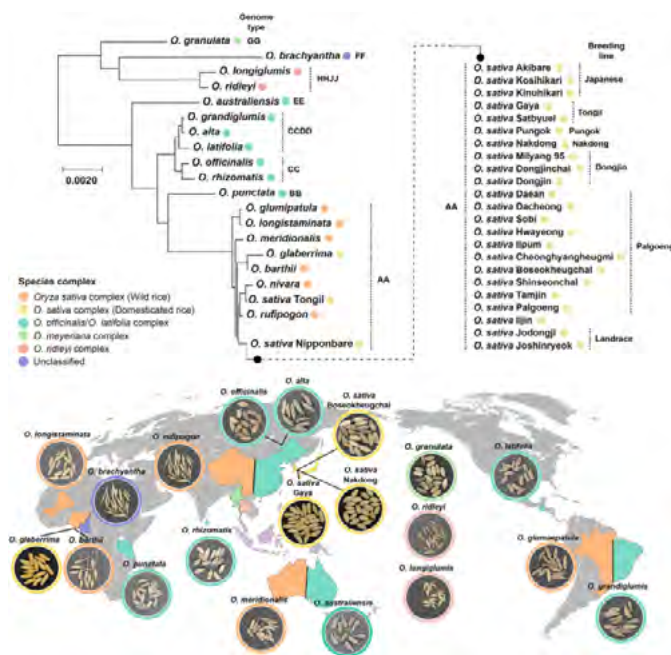 Genome type
O. granulata GG
O. brachyantha FF
O. longiglumis
HHJJ
O. ridleyi
O. australiensis EE
O. grandiglumis
O. alta
CCDD
O. latifolia
O. officinalis
CC
O. rhizomatis
O. punctata BB
O. glumipatula
O. longistaminata
O. meridionalis
O. glaberrima
O. barthii
AA
O. nivara
O. sativa Tongil
O. rufipogon
O. sativa Nipponbare
0.0020
Species complex
Oryza sativa complex (Wild rice)
O. sativa complex (Domesticated rice)
O. officinalis/O. latifolia complex
O. meyeriana complex
O. ridleyi complex
Unclassified
Breeding line
O. sativa Akibare
O. sativa Kosihikari
Japanese
O. sativa Kinuhikari
O. sativa Gaya
Tongil
O. sativa Satbyuel
O. sativa Pungok Pungok
O. sativa Nakdong Nakdong
O. sativa Milyang 95
O. sativa Dongjinchal
Dongjin
O. sativa Dongjin
O. sativa Daean
AA
O. sativa Dacheong
O. sativa Sobi
O. sativa Hwayeong
O. sativa Ilpum
Palgoeng
O. sativa Cheonghyangheugmi
O. sativa Boseokheugchal
O. sativa Shinseonchal
O. sativa Tamjin
O. sativa Palgoeng
O. sativa Iljin
O. sativa Jodongji
Landrace
O. sativa Joshinryeok
O. officinalis
O. alta
O. sativa Boseokheugchal
O. longistaminata
O. rufipogon
O. brachyantha
O. granulata
O. latifolia
O. sativa Gaya
O. sativa Nakdong
O. ridleyi
O. rhizomatis
O. glaberrima
O. barthii
O. punctata
O. glumaepatula
O. longiglumis
O. grandiglumis
O. meridionalis
O. australiensis